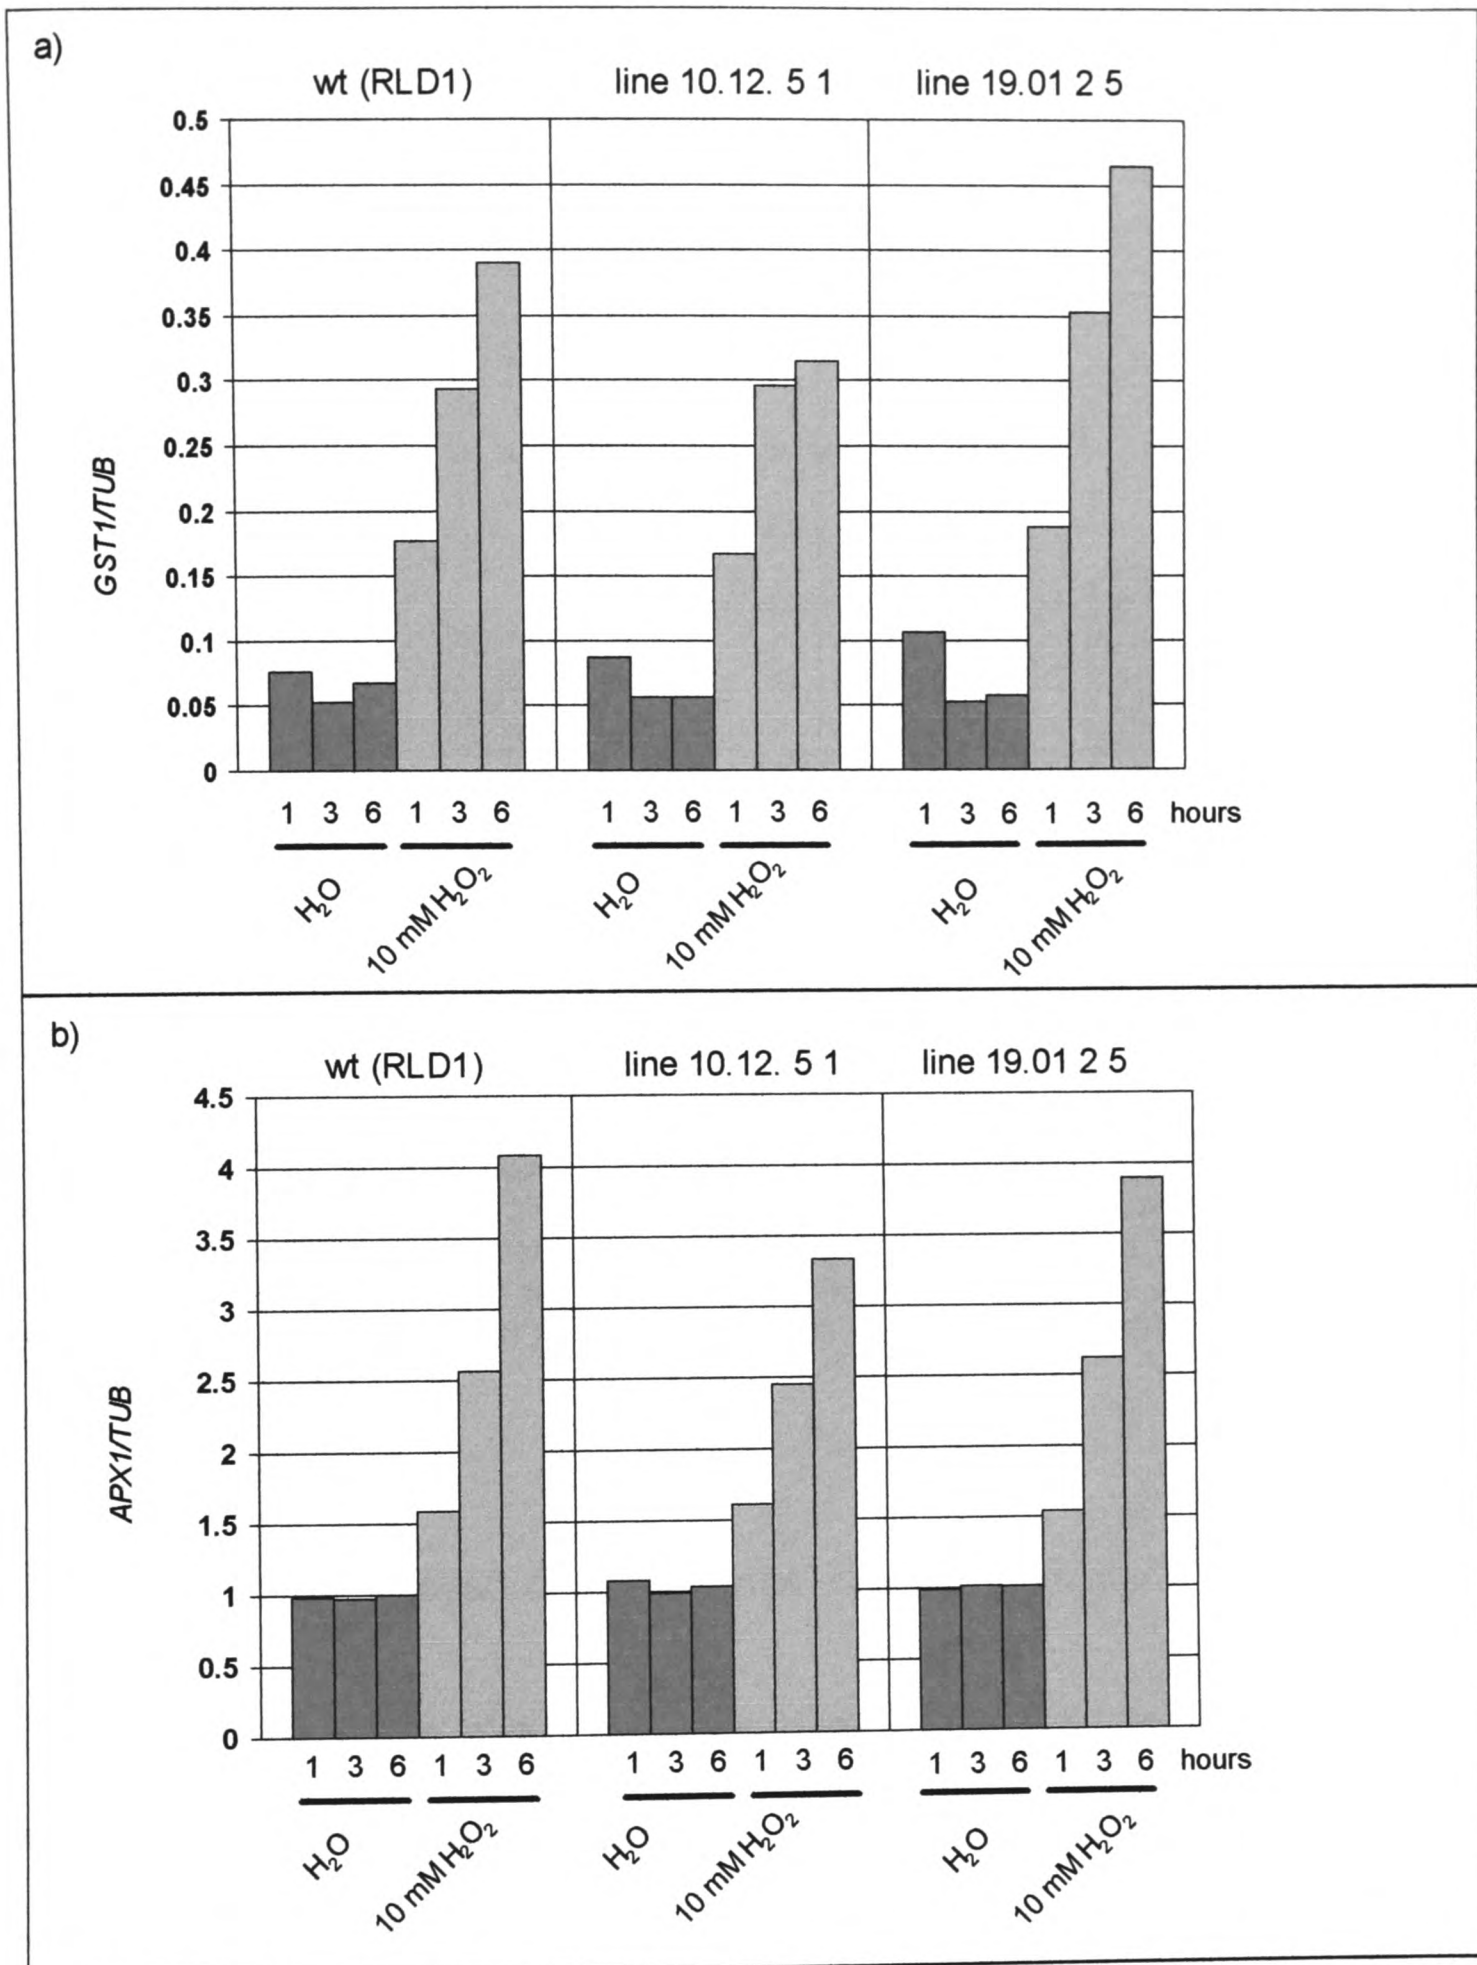 a)
wt (RLD1) line 10.12. 5 1 line 19.01 2 5
0.5
0.45
0.4
0.35
0.3
0.25
0.2
0.15
0.1
0.05
0
GST1/TUB
1 3 6 1 3 6 1 3 6 1 3 6 1 3 6 1 3 6 hours
H₂O 10 mM H₂O₂ H₂O 10 mM H₂O₂ H₂O 10 mM H₂O₂
b)
wt (RLD1) line 10.12. 5 1 line 19.01 2 5
4.5
4
3.5
3
2.5
2
1.5
1
0.5
0
APX1/TUB
1 3 6 1 3 6 1 3 6 1 3 6 1 3 6 1 3 6 hours
H₂O 10 mM H₂O₂ H₂O 10 mM H₂O₂ H₂O 10 mM H₂O₂